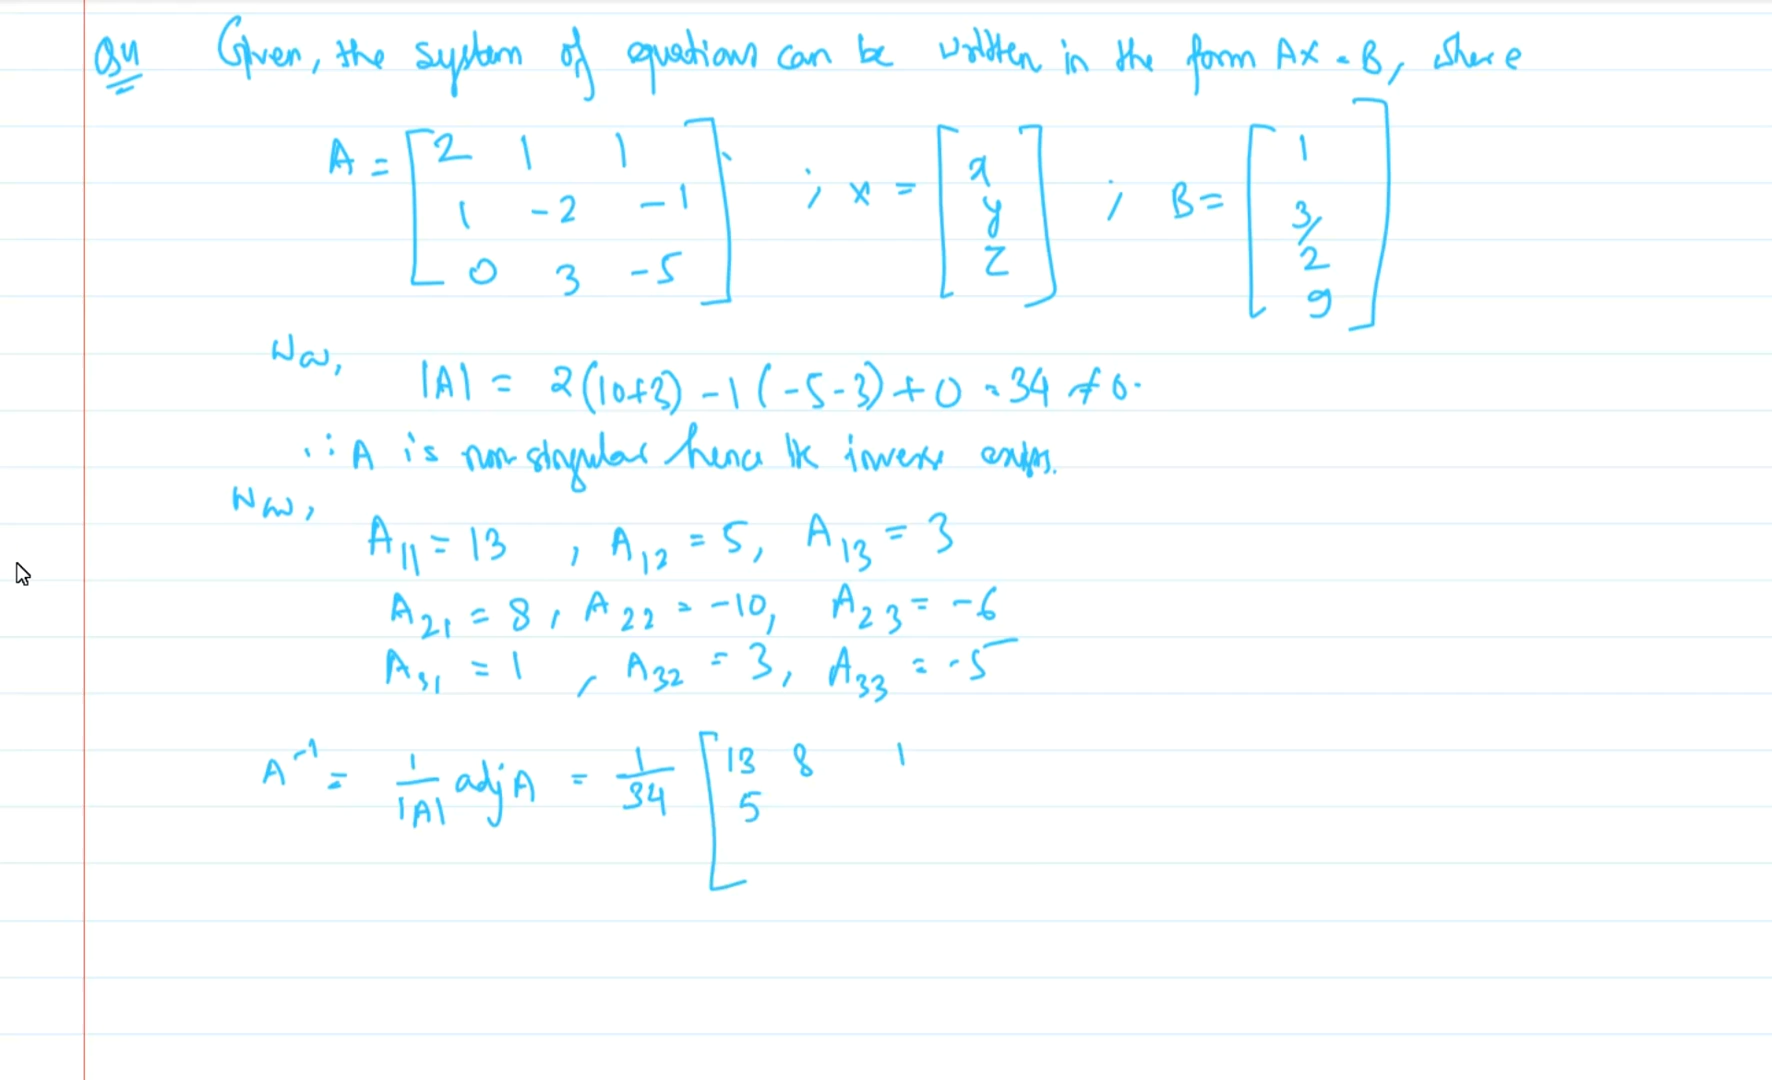 Q4 Given, the system of equations can be written in the form AX = B, where
A = [2 1 1
1 -2 -1
0 3 -5] ; X = [x
y
z] ; B = [1
3/2
9]
Now,
|A| = 2(10+3) -1(-5-3)+0 = 34 ≠ 0.
∴ A is non-singular hence its inverse exists.
Now,
A11 = 13 , A12 = 5, A13 = 3
A21 = 8, A22 = -10, A23 = -6
A31 = 1 , A32 = 3, A33 = -5
A^-1 = 1/|A| adj A = 1/34 [13 8 1
5